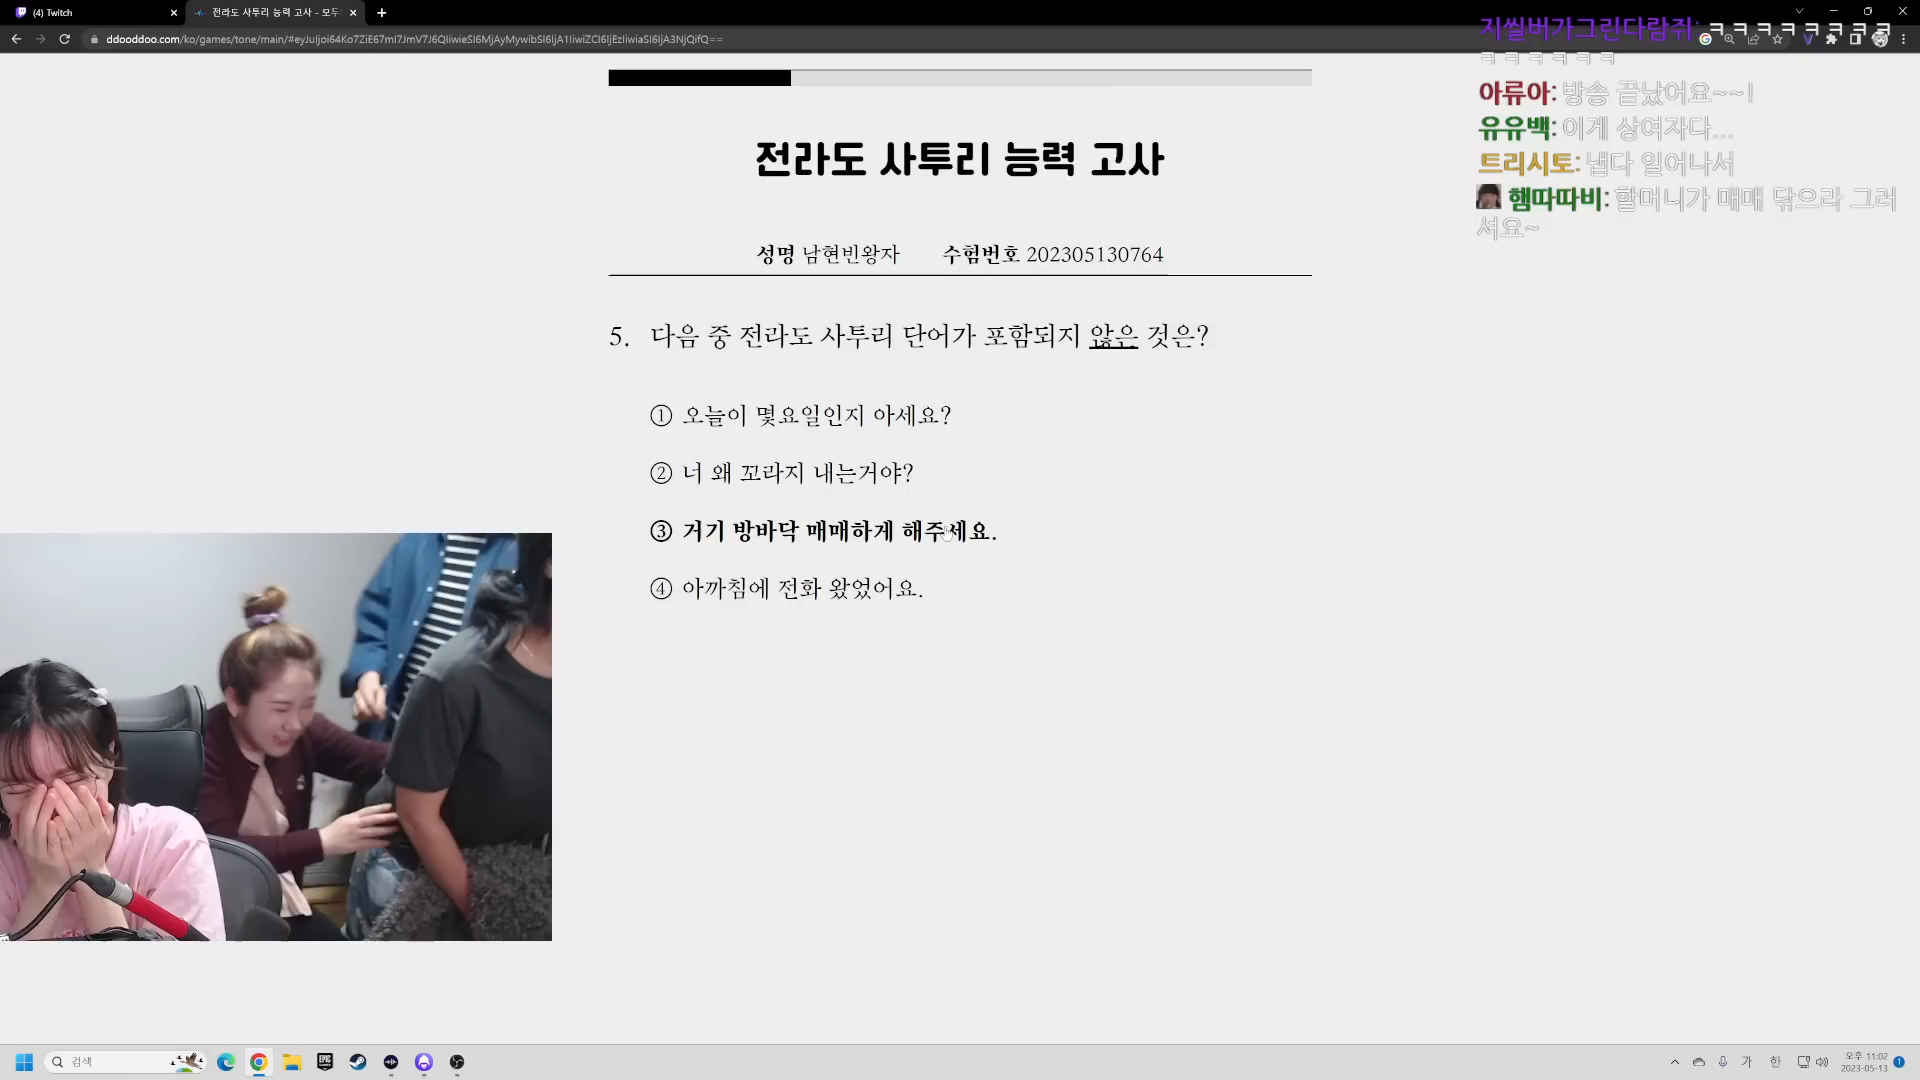 (4) Twitch
전라도 사투리 능력 고사 - 모두
ddooddoo.com/ko/games/tone/main/#eyJuIjoi64Ko7ZiE67mI7JmV7J6QIiwieSI6MjAyMywibSI6IjA1IiwiZCI6IjEzIiwiaSI6IjA3NjQifQ==
지씰버가그린다람쥐: ㅋㅋㅋㅋㅋㅋㅋㅋ
ㅋㅋㅋㅋㅋㅋ
아류아: 방송 끝났어요~~!
유유백: 이게 상여자다...
트리시토: 냅다 일어나서
햄따따비: 할머니가 매매 닦으라 그러
셔요~
전라도 사투리 능력 고사
성명 남현빈왕자 수험번호 202305130764
5. 다음 중 전라도 사투리 단어가 포함되지 않은 것은?
① 오늘이 몇요일인지 아세요?
② 너 왜 꼬라지 내는거야?
③ 거기 방바닥 매매하게 해주세요.
④ 아까침에 전화 왔었어요.
검색
EPIC
가
한
오후 11:02
2023-05-13
1